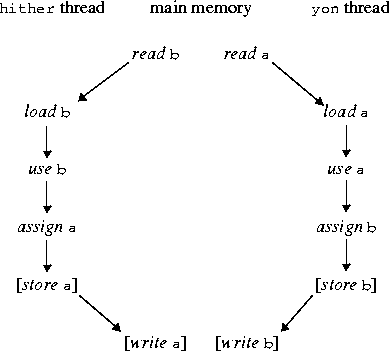 hither thread main memory yon thread
read b read a
load b load a
use b use a
assign a assign b
[store a] [store b]
[write a] [write b]